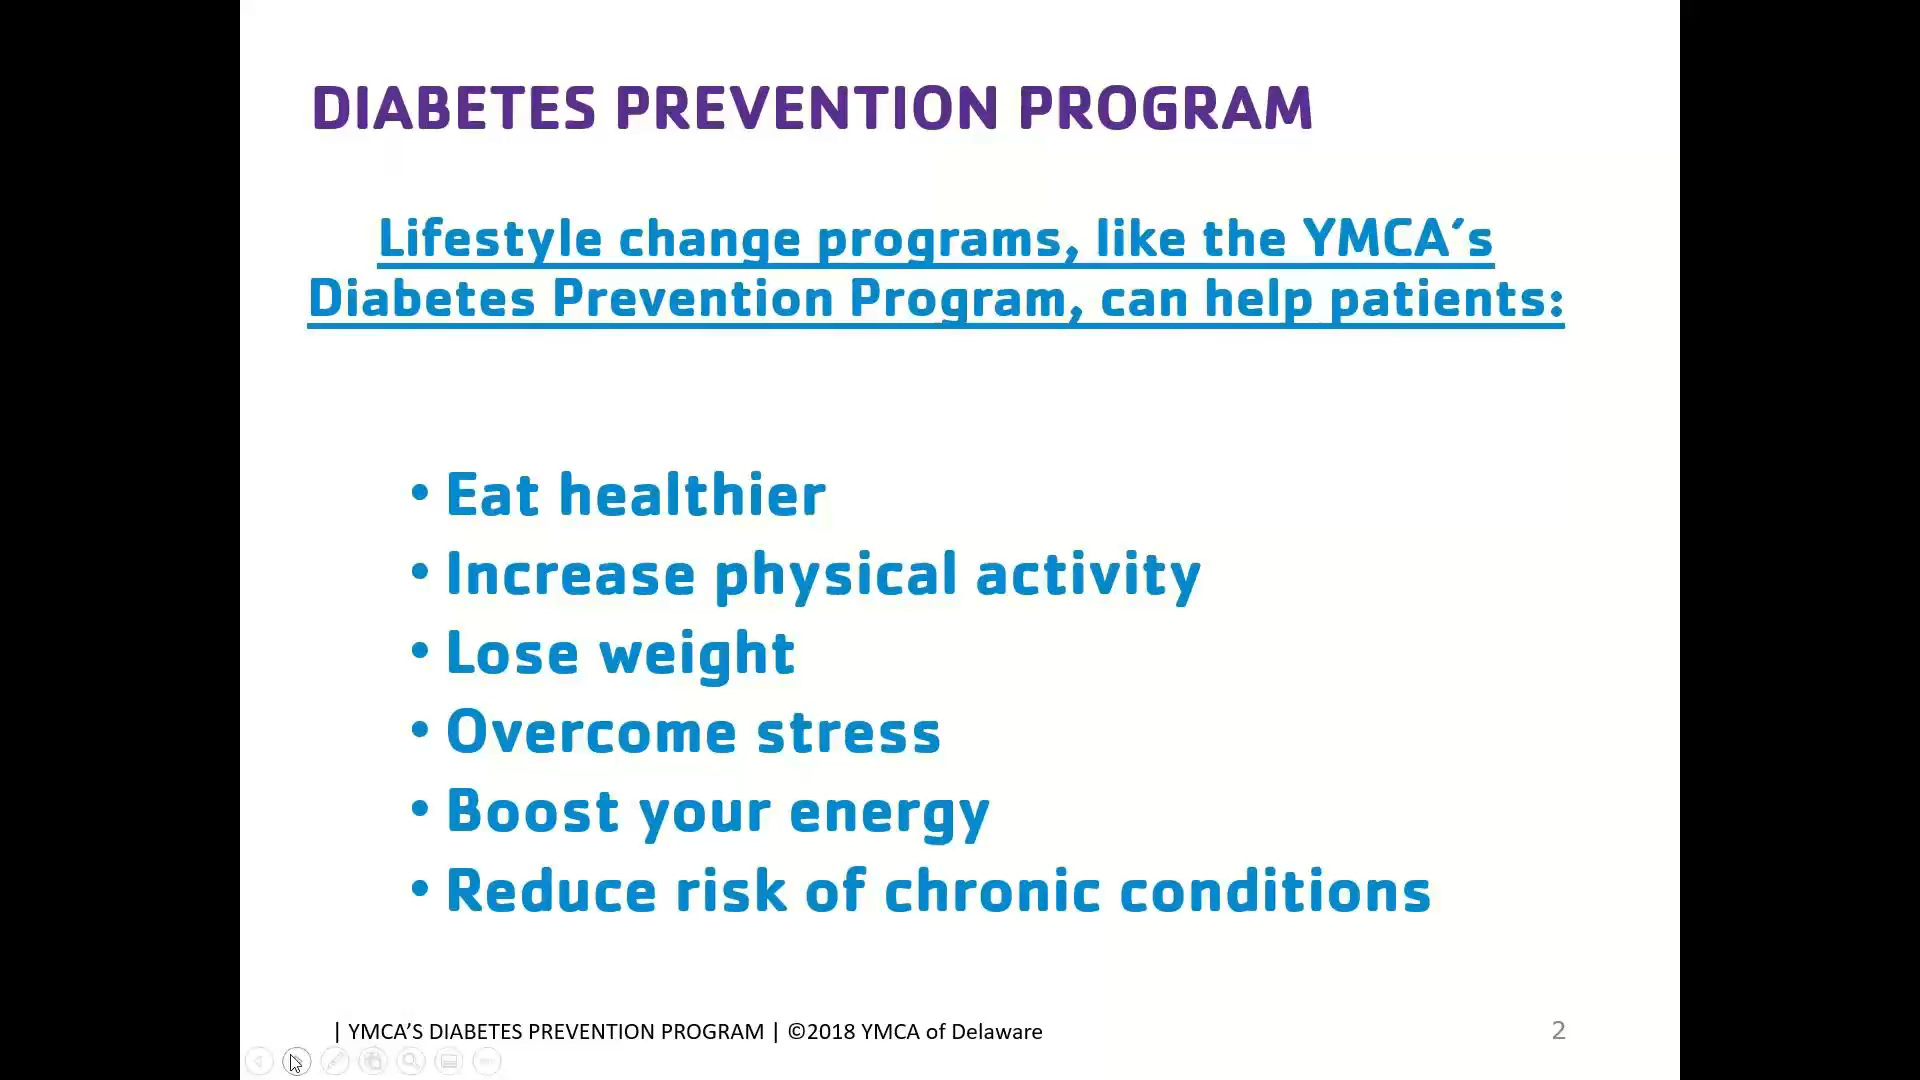 DIABETES PREVENTION PROGRAM
Lifestyle change programs, like the YMCA's
Diabetes Prevention Program, can help patients:
• Eat healthier
• Increase physical activity
• Lose weight
• Overcome stress
• Boost your energy
• Reduce risk of chronic conditions
| YMCA’S DIABETES PREVENTION PROGRAM | ©2018 YMCA of Delaware
2